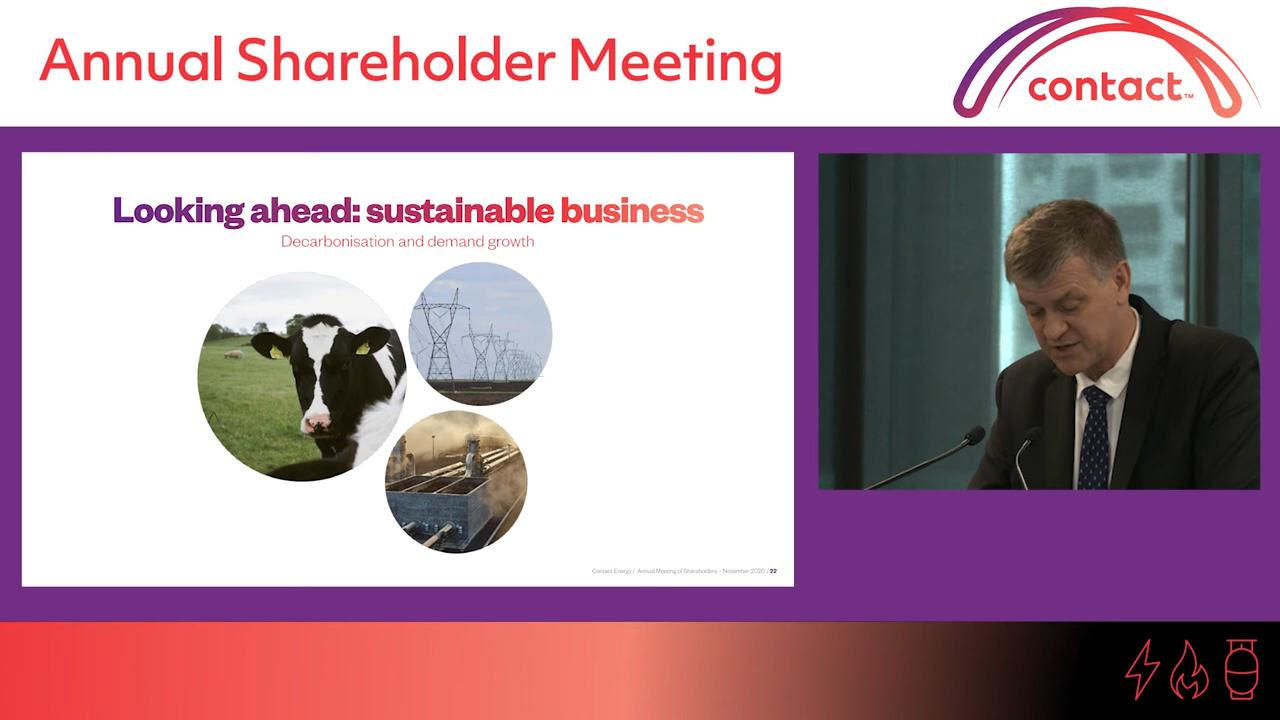 Annual Shareholder Meeting
contact™
Looking ahead: sustainable business
Decarbonisation and demand growth
Contact Energy / Annual Meeting of Shareholders – November 2020 / 22